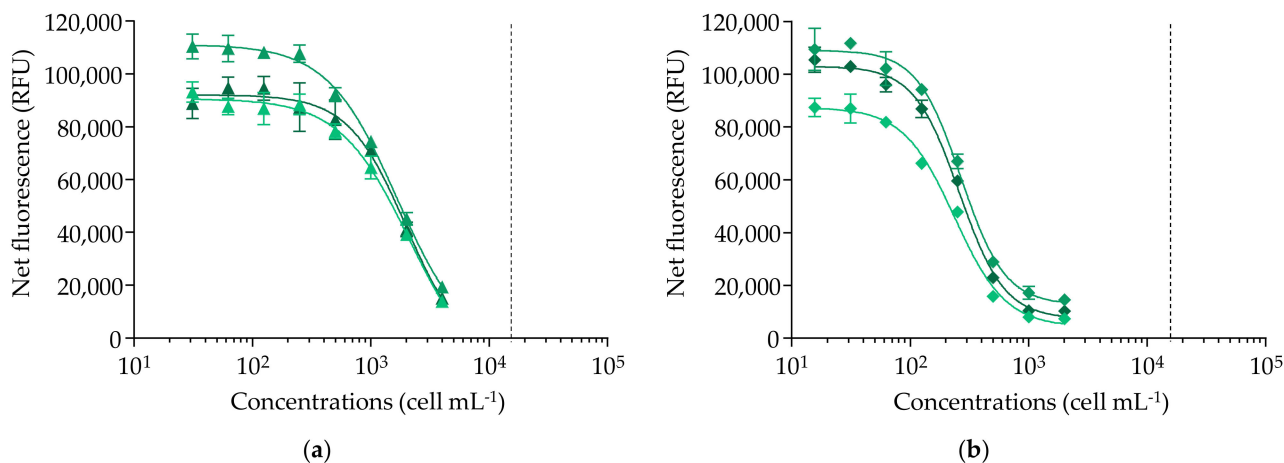 120,000
100,000
80,000
60,000
40,000
20,000
0
Net fluorescence (RFU)
10¹ 10² 10³ 10⁴ 10⁵
Concentrations (cell mL⁻¹)
(a)
120,000
100,000
80,000
60,000
40,000
20,000
0
Net fluorescence (RFU)
10¹ 10² 10³ 10⁴ 10⁵
Concentrations (cell mL⁻¹)
(b)